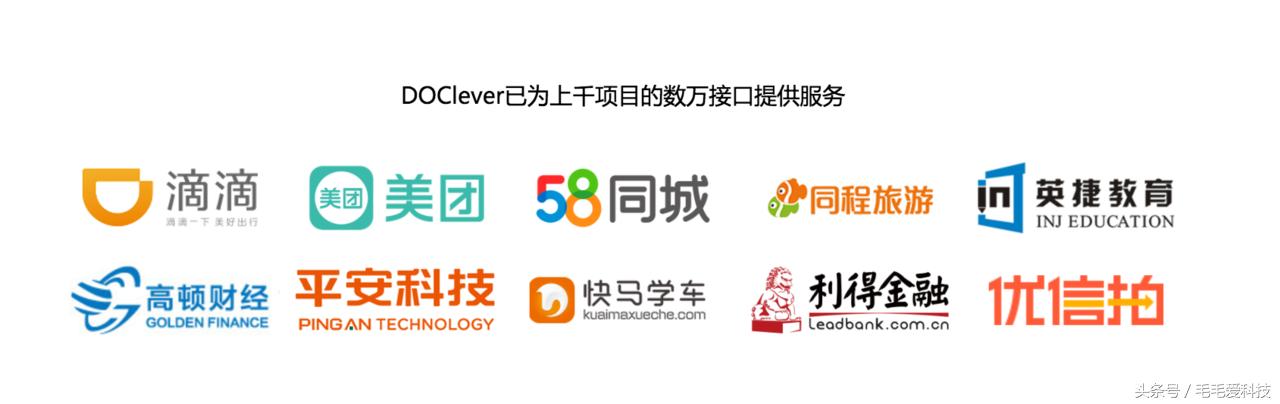 DOClever已为上千项目的数万接口提供服务
滴滴
滴滴一下 美好出行
美团
美团
58同城
同程旅游
in
英捷教育
INJ EDUCATION
高顿财经
GOLDEN FINANCE
平安科技
PINGAN TECHNOLOGY
快马学车
kuaimaxueche.com
利得金融
Leadbank.com.cn
优信拍
头条号 / 毛毛爱科技